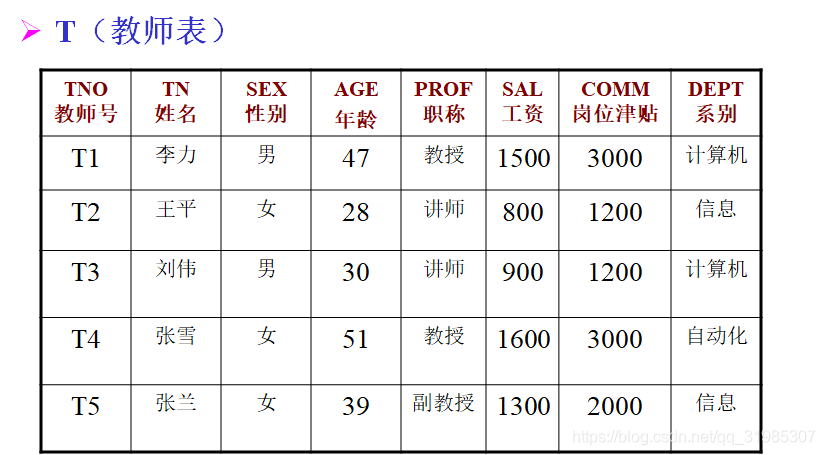 T（教师表）
TNO TN SEX AGE PROF SAL COMM DEPT
教师号 姓名 性别 年龄 职称 工资 岗位津贴 系别
T1 李力 男 47 教授 1500 3000 计算机
T2 王平 女 28 讲师 800 1200 信息
T3 刘伟 男 30 讲师 900 1200 计算机
T4 张雪 女 51 教授 1600 3000 自动化
T5 张兰 女 39 副教授 1300 2000 信息
https://blog.csdn.net/qq_31985307